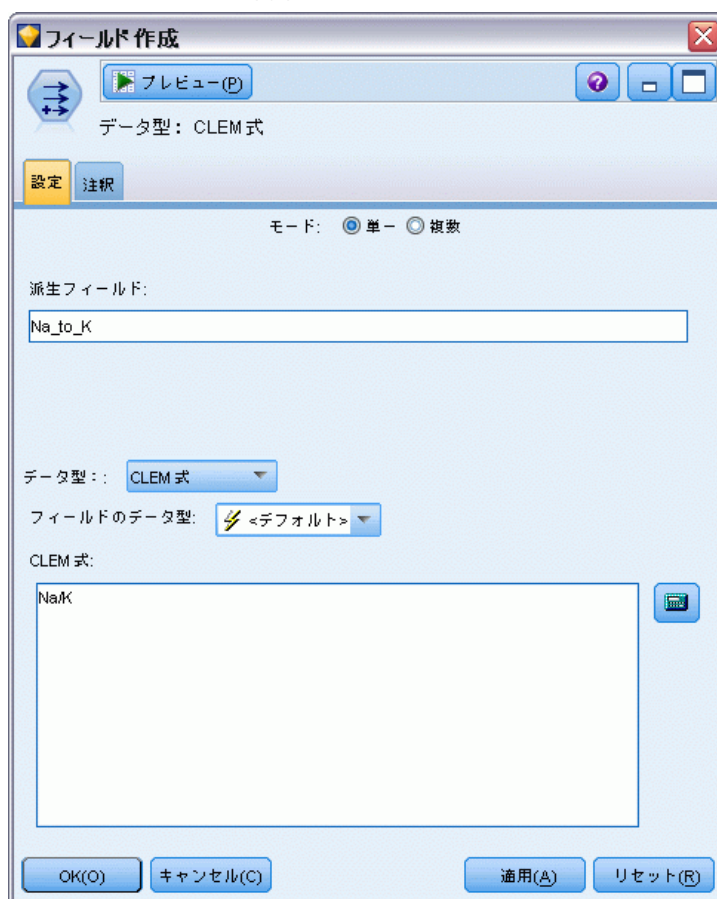 フィールド作成
プレビュー(P)
データ型： CLEM 式
設定
注釈
モード: 単一 複数
派生フィールド:
Na_to_K
データ型：: CLEM 式
フィールドのデータ型: <デフォルト>
CLEM 式:
Na/K
OK(O) キャンセル(C) 適用(A) リセット(R)